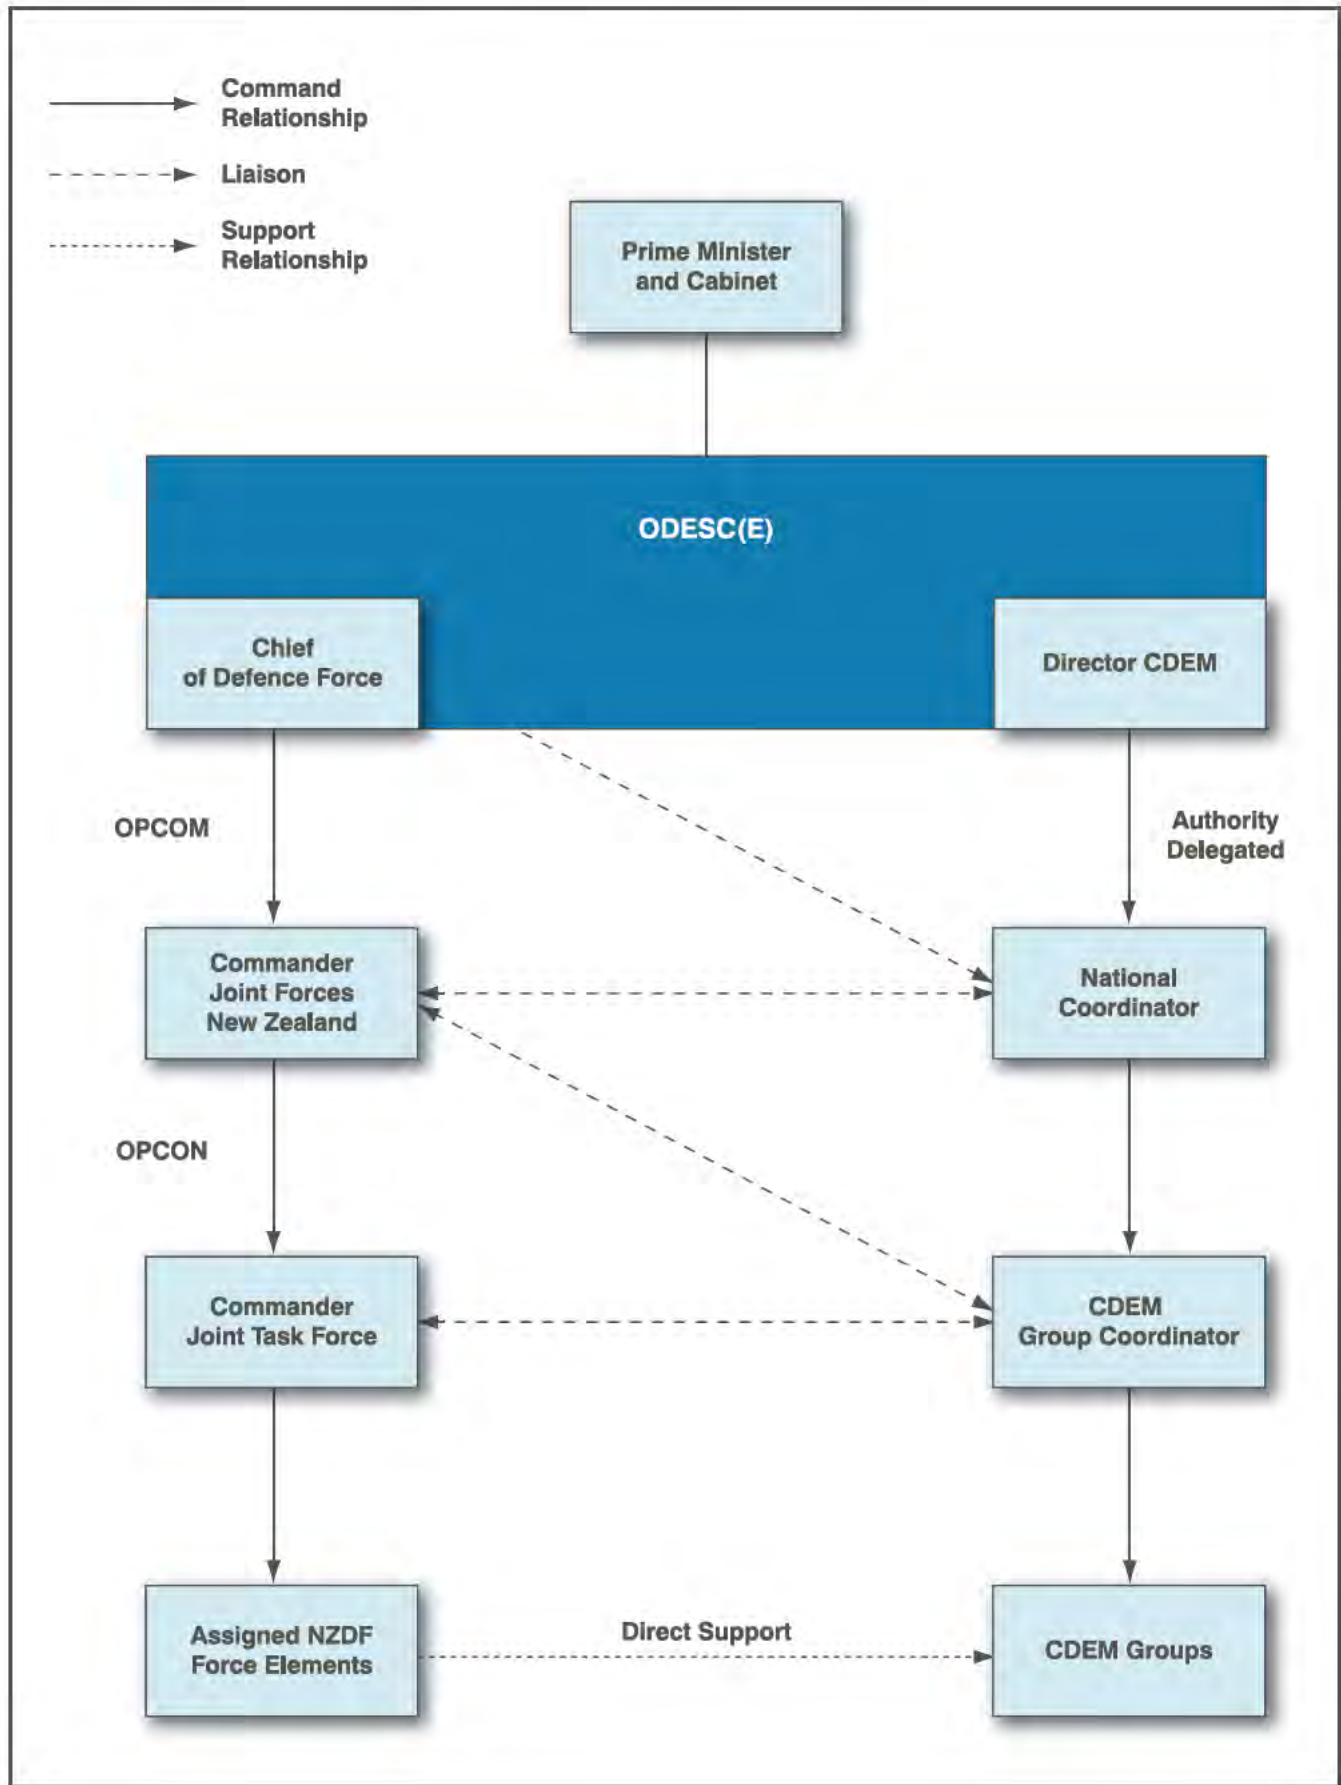 Command
Relationship
Liaison
Support
Relationship
Prime Minister
and Cabinet
ODESC(E)
Chief
of Defence Force
Director CDEM
OPCOM
Authority
Delegated
Commander
Joint Forces
New Zealand
National
Coordinator
OPCON
Commander
Joint Task Force
CDEM
Group Coordinator
Assigned NZDF
Force Elements
Direct Support
CDEM Groups